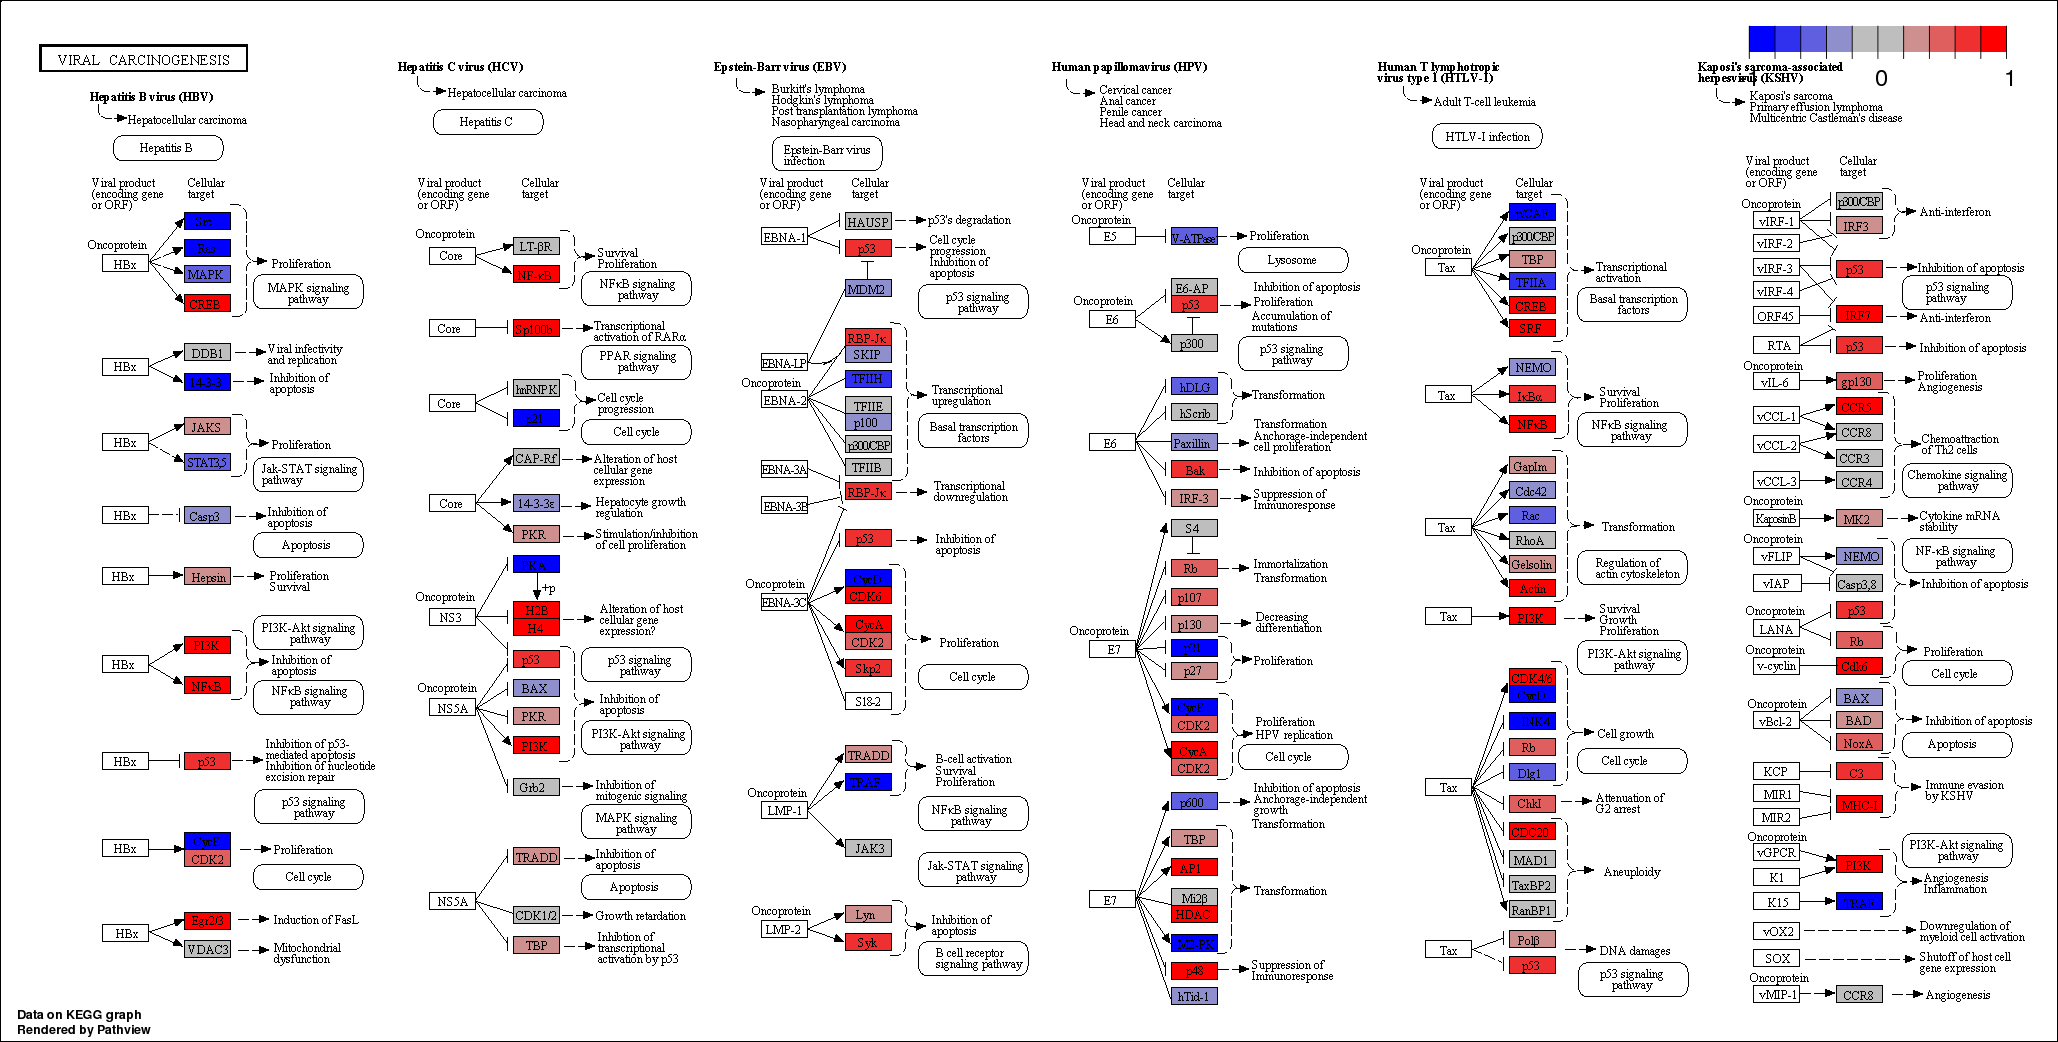 VIRAL CARCINOGENESIS
0
1
Hepatitis B virus (HBV)
Hepatocellular carcinoma
Hepatitis B
Viral product
(encoding gene
or ORF)
Cellular
target
Oncoprotein
HBx
Src
Ras
MAPK
CREB
Proliferation
MAPK signaling
pathway
HBx
DDB1
14-3-3
Viral infectivity
and replication
Inhibition of
apoptosis
HBx
JAKS
STAT3,5
Proliferation
Jak-STAT signaling
pathway
HBx
Casp3
Inhibition of
apoptosis
Apoptosis
HBx
Hepsin
Proliferation
Survival
PI3K-Akt signaling
pathway
HBx
PI3K
NFκB
Inhibition of
apoptosis
NFκB signaling
pathway
HBx
p53
Inhibition of p53-
mediated apoptosis
Inhibition of nucleotide
excision repair
p53 signaling
pathway
HBx
CycE
CDK2
Proliferation
Cell cycle
HBx
Egr2/3
VDAC3
Induction of FasL
Mitochondrial
dysfunction
Hepatitis C virus (HCV)
Hepatocellular carcinoma
Hepatitis C
Viral product
(encoding gene
or ORF)
Cellular
target
Oncoprotein
Core
LT-βR
NF-κB
Survival
Proliferation
NFκB signaling
pathway
Core
Sp100b
Transcriptional
activation of RARα
PPAR signaling
pathway
Core
hnRNPK
p21
Cell cycle
progression
Cell cycle
Core
CAP-Rf
14-3-3ε
PKR
Alteration of host
cellular gene
expression
Hepatocyte growth
regulation
Stimulation/inhibition
of cell proliferation
Oncoprotein
NS3
PKA
+p
H2B
H4
p53
Alteration of host
cellular gene
expression?
p53 signaling
pathway
Oncoprotein
NS5A
BAX
PKR
PI3K
Grb2
Inhibition of
apoptosis
PI3K-Akt signaling
pathway
Inhibition of
mitogenic signaling
MAPK signaling
pathway
NS5A
TRADD
CDK1/2
TBP
Inhibition of
apoptosis
Apoptosis
Growth retardation
Inhibition of
transcriptional
activation by p53
Epstein-Barr virus (EBV)
Burkitt's lymphoma
Hodgkin's lymphoma
Post transplantation lymphoma
Nasopharyngeal carcinoma
Epstein-Barr virus
infection
Viral product
(encoding gene
or ORF)
Cellular
target
EBNA-1
HAUSP
p53
MDM2
p53's degradation
Cell cycle
progression
Inhibition of
apoptosis
p53 signaling
pathway
EBNA-LP
Oncoprotein
EBNA-2
EBNA-3A
EBNA-3B
RBP-Jκ
SKIP
TFIIH
TFIIE
p100
p300/CBP
TFIIB
RBP-Jκ
Transcriptional
upregulation
Basal transcription
factors
Transcriptional
downregulation
Oncoprotein
EBNA-3C
p53
CycD
CDK6
CycA
CDK2
Skp2
S18-2
Inhibition of
apoptosis
Proliferation
Cell cycle
Oncoprotein
LMP-1
TRADD
TRAF
JAK3
B-cell activation
Survival
Proliferation
NFκB signaling
pathway
Jak-STAT signaling
pathway
Oncoprotein
LMP-2
Lyn
Syk
Inhibition of
apoptosis
B cell receptor
signaling pathway
Human papillomavirus (HPV)
Cervical cancer
Anal cancer
Penile cancer
Head and neck carcinoma
Viral product
(encoding gene
or ORF)
Cellular
target
Oncoprotein
E5
V-ATPase
Proliferation
Lysosome
Oncoprotein
E6
E6-AP
p53
p300
Inhibition of apoptosis
Proliferation
Accumulation of
mutations
p53 signaling
pathway
E6
hDLG
hScrib
Paxillin
Bak
IRF-3
Transformation
Transformation
Anchorage-independent
cell proliferation
Inhibition of apoptosis
Suppression of
Immunoresponse
Oncoprotein
E7
S4
Rb
p107
p130
p21
p27
CycE
CDK2
CycA
CDK2
p600
Immortalization
Transformation
Decreasing
differentiation
Proliferation
Proliferation
HPV replication
Cell cycle
Inhibition of apoptosis
Anchorage-independent
growth
Transformation
E7
TBP
AP1
Mi2β
HDAC
M2-PK
p48
hTid-1
Transformation
Suppression of
Immunoresponse
Human T lymphotropic
virus type 1 (HTLV-1)
Adult T-cell leukemia
HTLV-I infection
Viral product
(encoding gene
or ORF)
Cellular
target
Oncoprotein
Tax
p300/CBP
TBP
TFIIA
CREB
SRF
Transcriptional
activation
Basal transcription
factors
Tax
NEMO
IκBα
NFκB
Survival
Proliferation
NFκB signaling
pathway
Tax
GapIm
Cdc42
Rac
RhoA
Gelsolin
Actin
Transformation
Regulation of
actin cytoskeleton
Tax
PI3K
Survival
Growth
Proliferation
PI3K-Akt signaling
pathway
Tax
CDK4/6
CycD
INK4
Rb
Dlg1
Chk1
CDC20
MAD1
TaxBP2
RanBP1
Cell growth
Cell cycle
Attenuation of
G2 arrest
Aneuploidy
Tax
Polβ
p53
DNA damages
p53 signaling
pathway
Kaposi's sarcoma-associated
herpesvirus (KSHV)
Kaposi's sarcoma
Primary effusion lymphoma
Multicentric Castleman's disease
Viral product
(encoding gene
or ORF)
Cellular
target
Oncoprotein
vIRF-1
vIRF-2
vIRF-3
vIRF-4
ORF45
RTA
p300/CBP
IRF3
p53
IRF7
p53
Anti-interferon
Inhibition of apoptosis
p53 signaling
pathway
Anti-interferon
Inhibition of apoptosis
Oncoprotein
vIL-6
gp130
Proliferation
Angiogenesis
vCCL-1
vCCL-2
vCCL-3
CCR5
CCR8
CCR3
CCR4
Chemoattraction
of Th2 cells
Chemokine signaling
pathway
Oncoprotein
KaposinB
MK2
Cytokine mRNA
stability
Oncoprotein
vFLIP
vIAP
NEMO
Casp3,8
NF-κB signaling
pathway
Inhibition of apoptosis
Oncoprotein
LANA
p53
Rb
Oncoprotein
v-cyclin
Cdk6
Proliferation
Cell cycle
Oncoprotein
vBcl-2
BAX
BAD
NoxA
Inhibition of apoptosis
Apoptosis
KCP
MIR1
MIR2
C3
MHC-I
Immune evasion
by KSHV
Oncoprotein
vGPCR
K1
K15
PI3K
TRAF
PI3K-Akt signaling
pathway
Angiogenesis
Inflammation
vOX2
Downregulation of
myeloid cell activation
SOX
Shutoff of host cell
gene expression
Oncoprotein
vMIP-1
CCR8
Angiogenesis
Data on KEGG graph
Rendered by Pathview